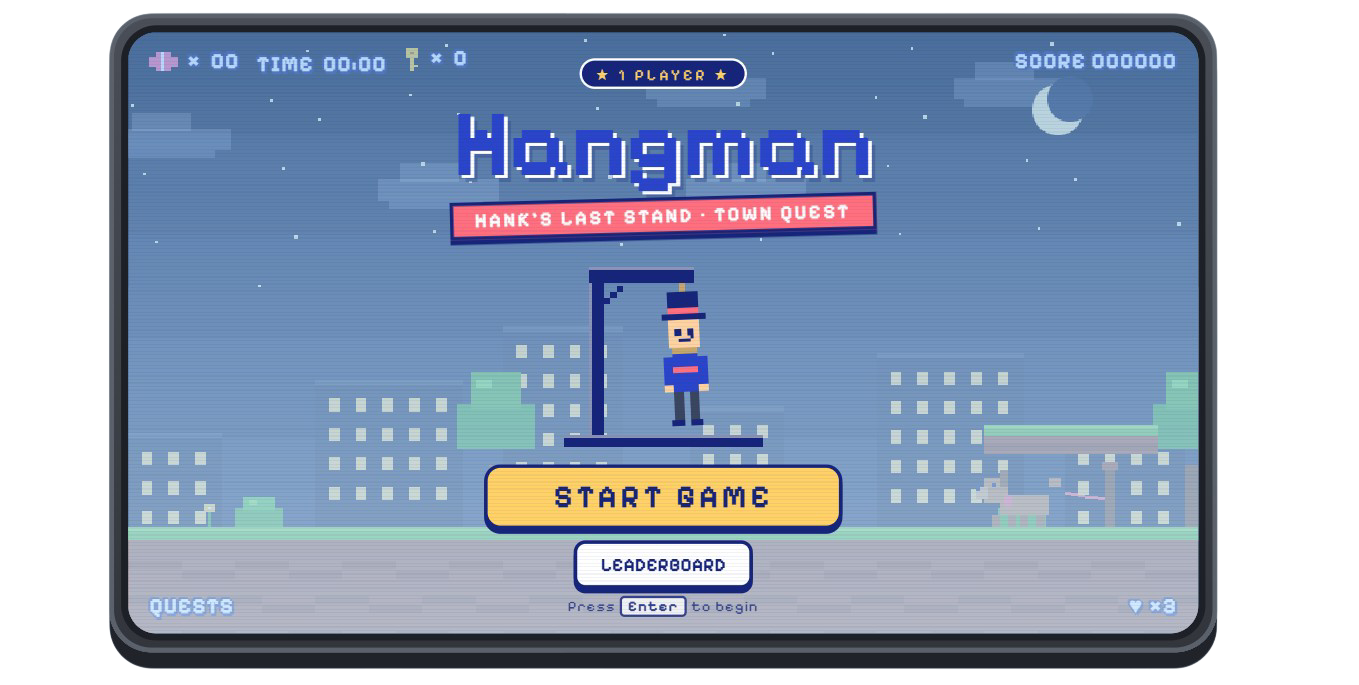 × 00 TIME 00:00 × 0
★ 1 PLAYER ★
SCORE 000000
Hangman
HANK'S LAST STAND · TOWN QUEST
START GAME
LEADERBOARD
Press Enter to begin
QUESTS
♥ ×3